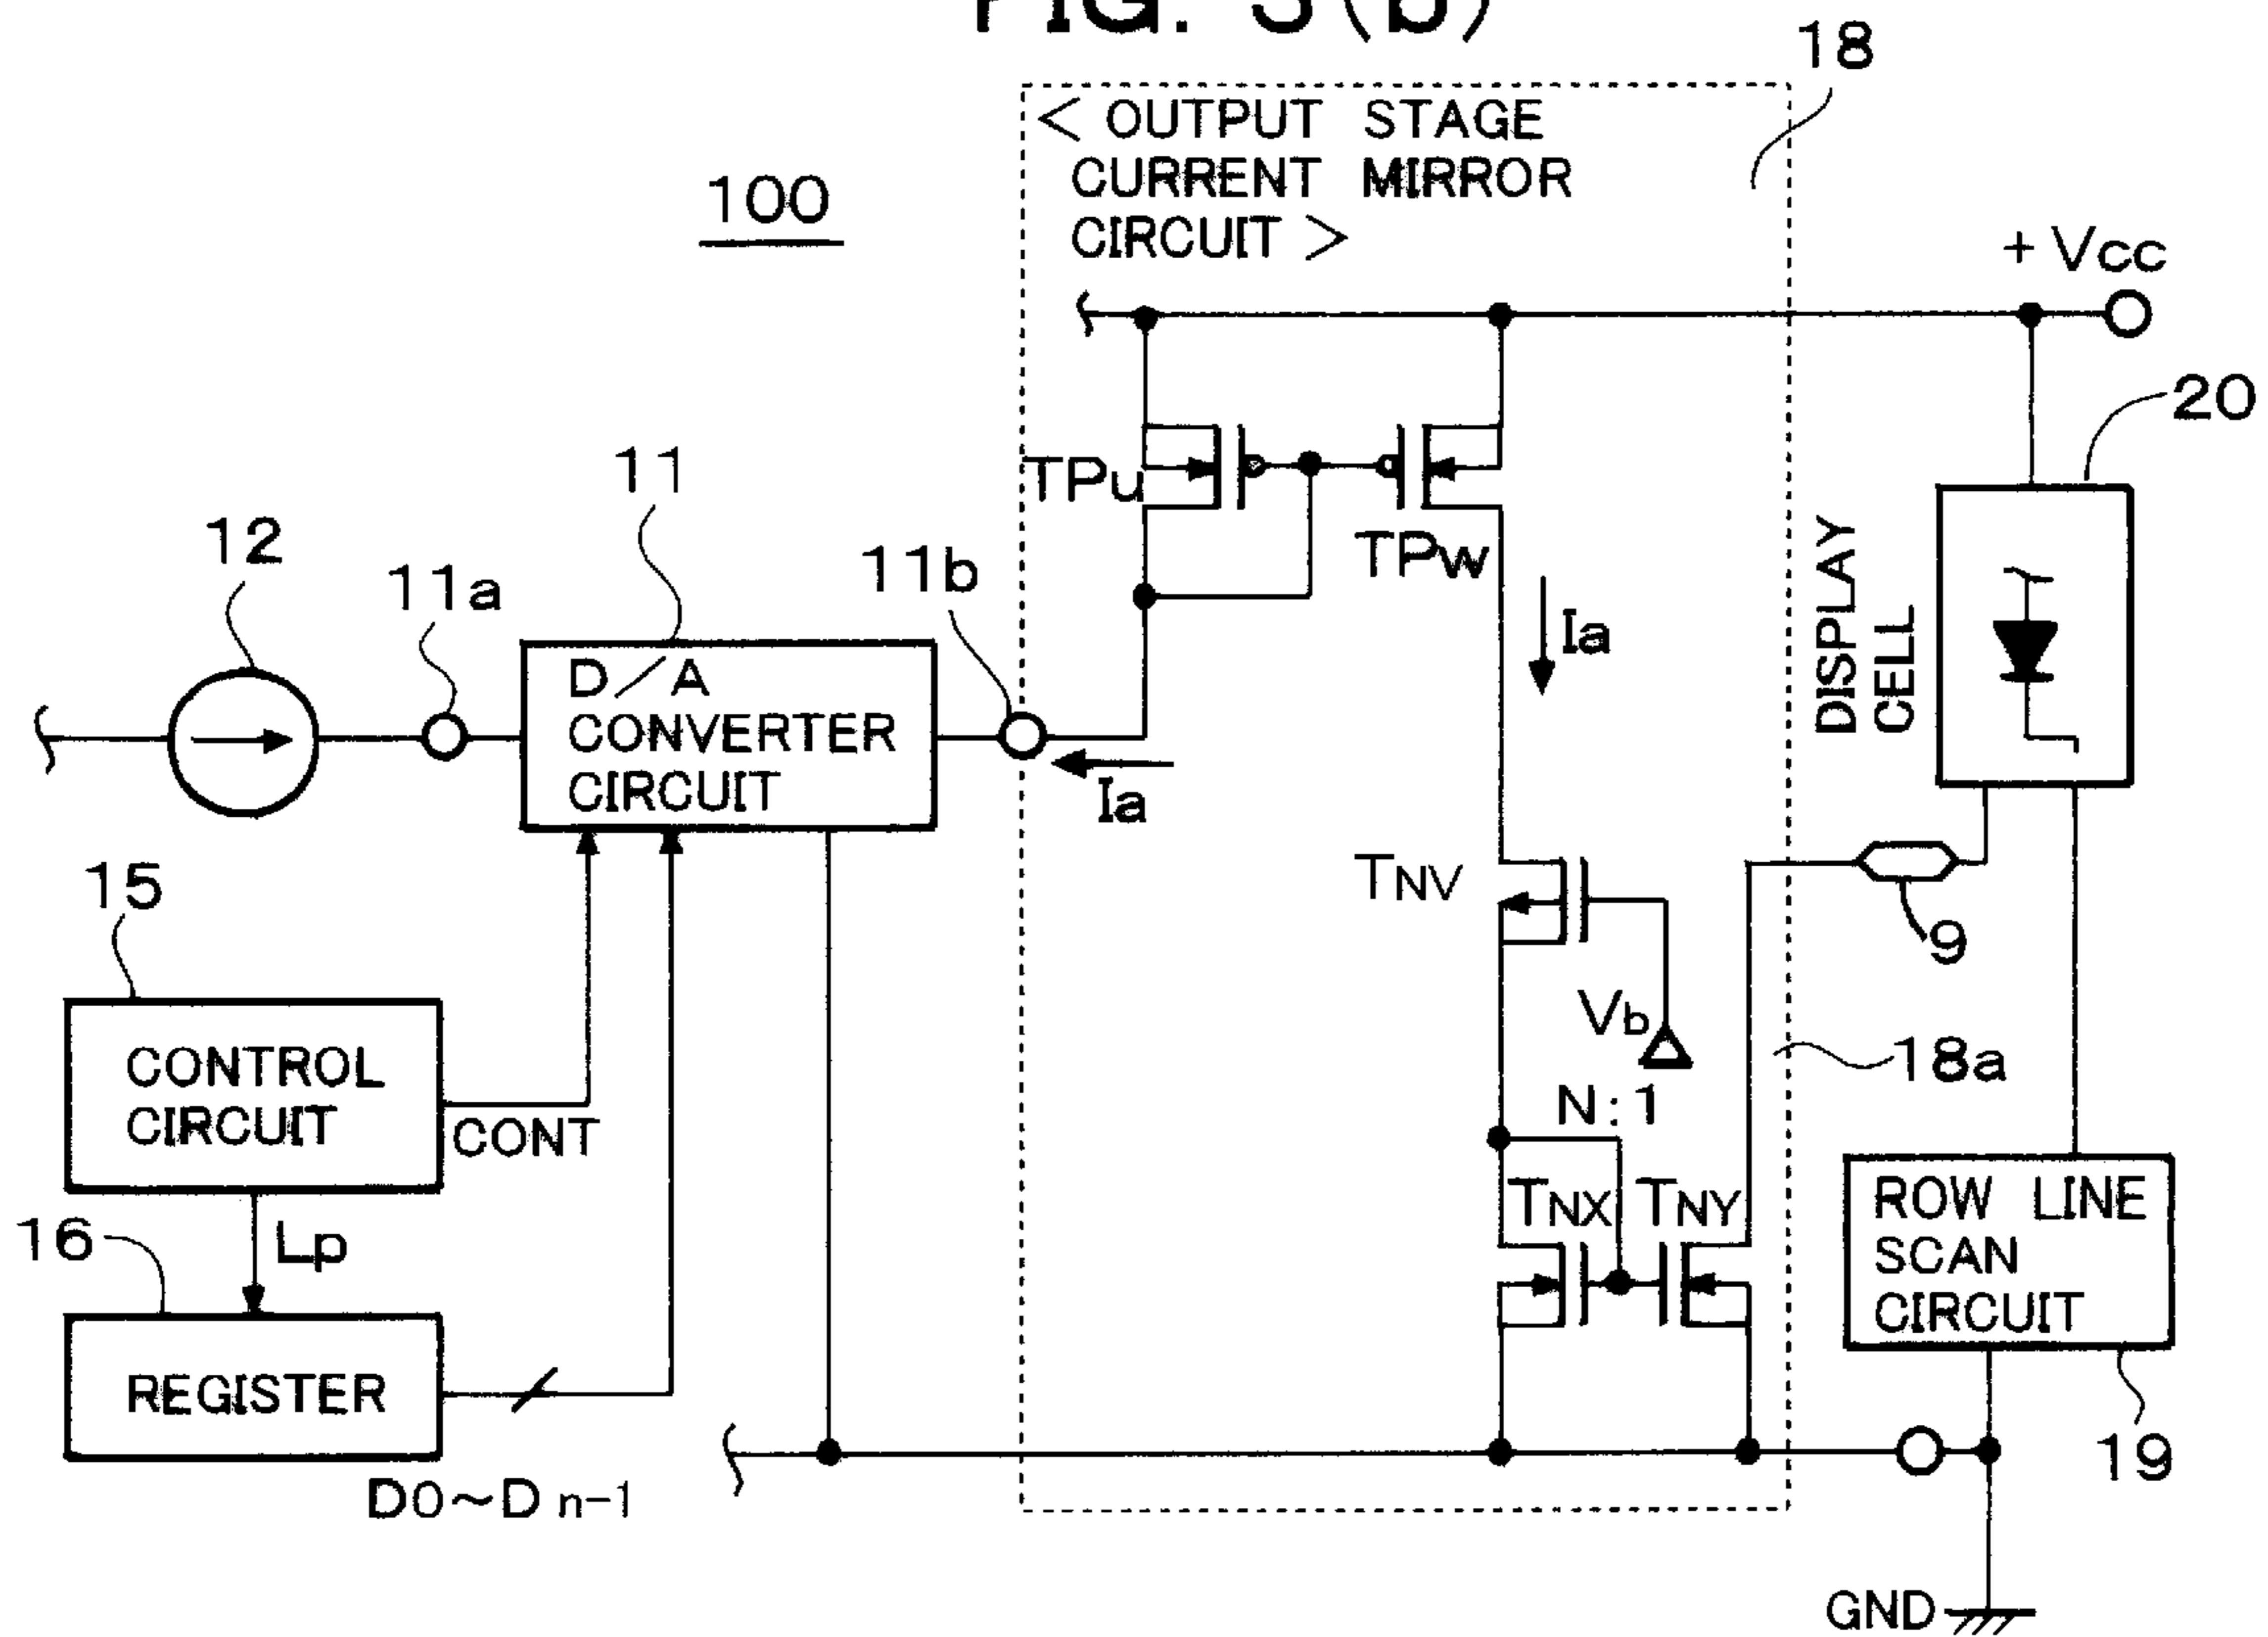 FIG. 3(b)
18
< OUTPUT STAGE
CURRENT MIRROR
CIRCUIT >
100
+ Vcc
20
11
TPu
TPw
12
11a
11b
Ia
DISPLAY
CELL
D/A
CONVERTER
CIRCUIT
Ia
15
TNV
9
Vb
18a
CONTROL
CIRCUIT
CONT
N:1
TNX
TNY
ROW LINE
SCAN
CIRCUIT
16
Lp
REGISTER
19
D0~Dn-1
GND